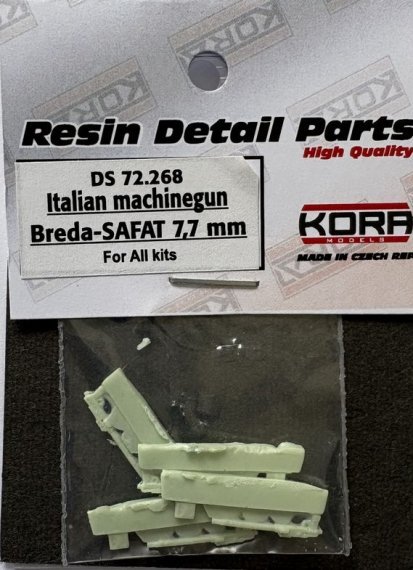 Resin Detail Parts
High Quality
DS 72.268
Italian machinegun
Breda-SAFAT 7,7 mm
For All kits
KORA
MODELS
MADE IN CZECH REP